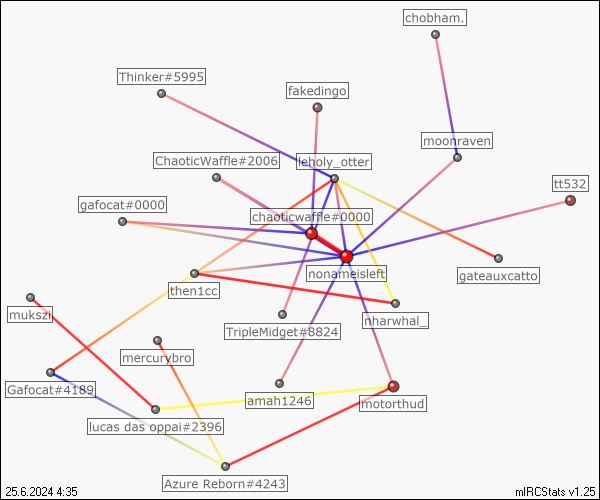 chobham.
Thinker#5995
fakedingo
moonraven
ChaoticWaffle#2006
leholy_otter
tt532
gafocat#0000
chaoticwaffle#0000
nonameisleft
gateauxcatto
then1cc
mukszi
nharwhal_
TripleMidget#8824
mercurybro
Gafocat#4189
amah1246
motorthud
lucas das oppai#2396
Azure Reborn#4243
25.6.2024 4:35
mIRCStats v1.25